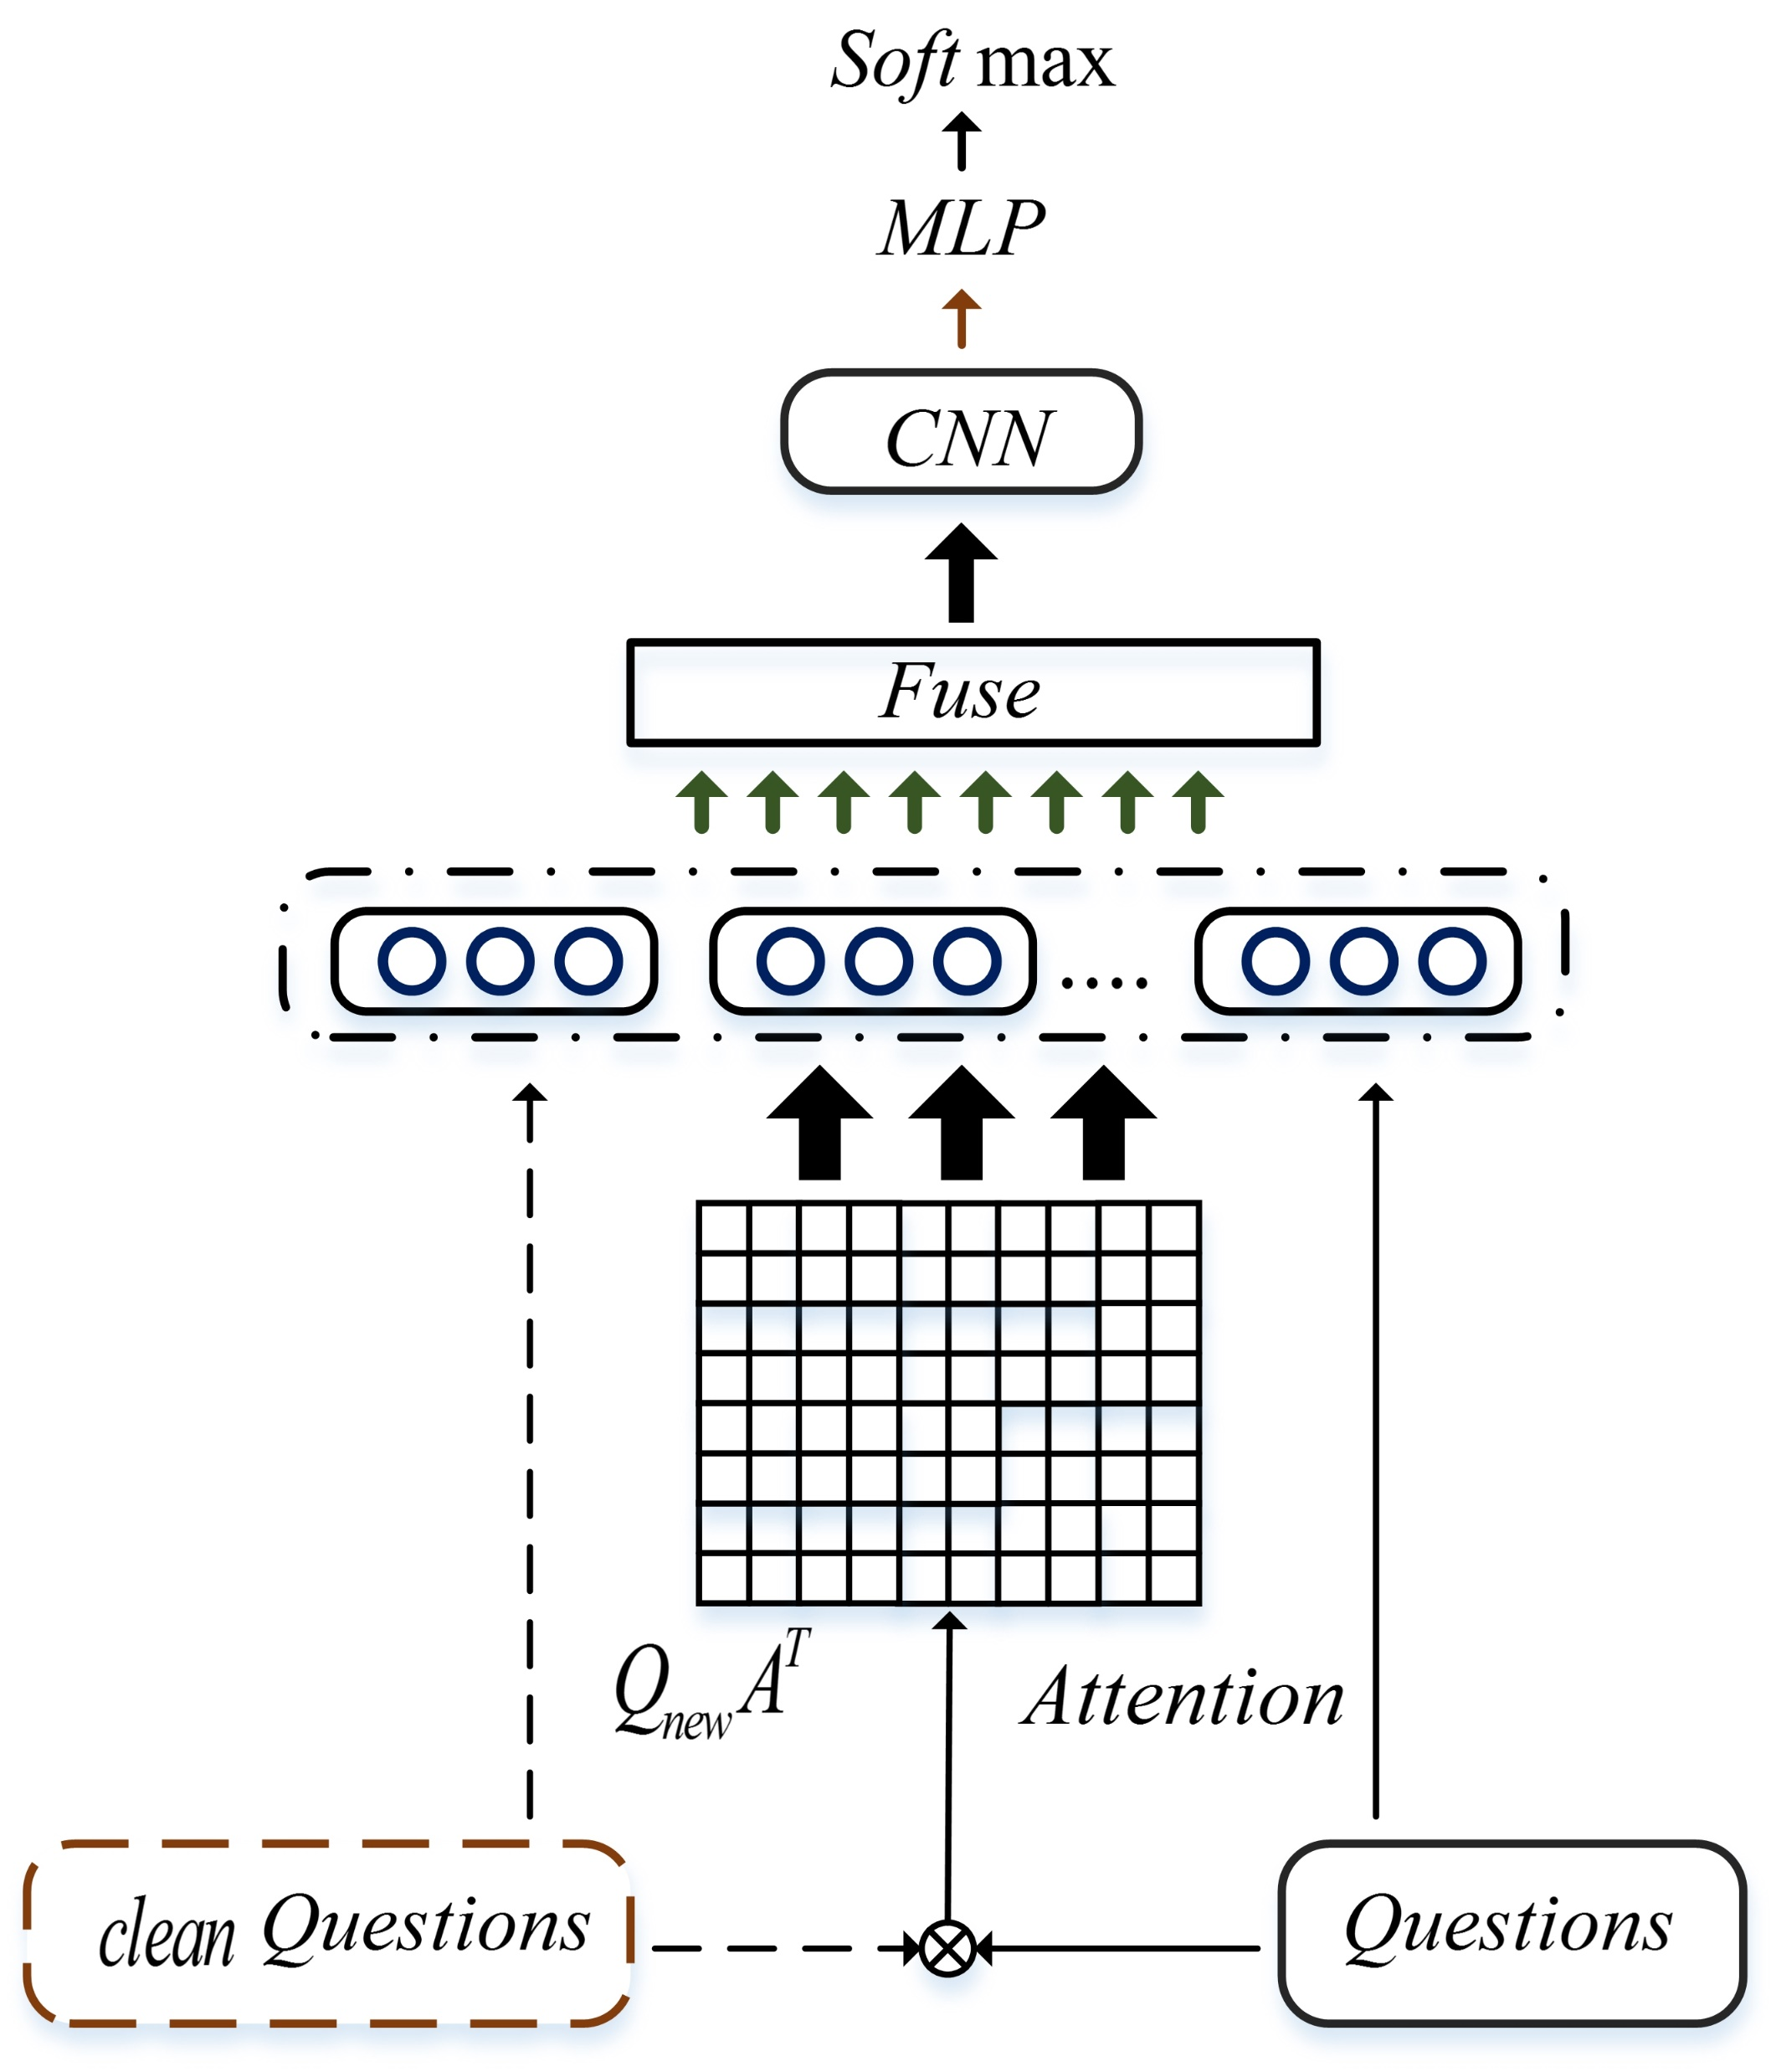 Soft max
MLP
CNN
Fuse
....
Q_new A^T
Attention
clean Questions
Questions